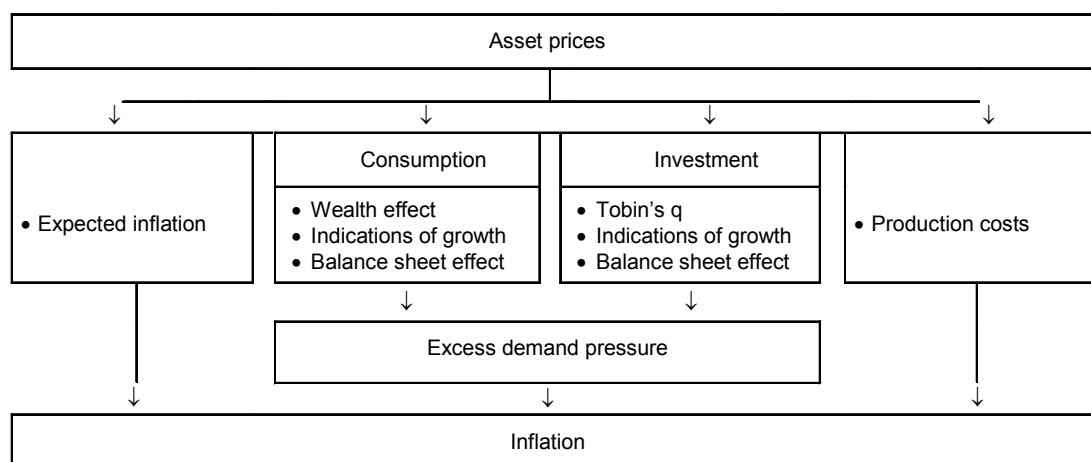 Asset prices
↓ ↓ ↓ ↓
Consumption Investment
• Expected inflation
• Wealth effect
• Indications of growth
• Balance sheet effect
• Tobin's q
• Indications of growth
• Balance sheet effect
• Production costs
↓ ↓
Excess demand pressure
↓ ↓ ↓
Inflation